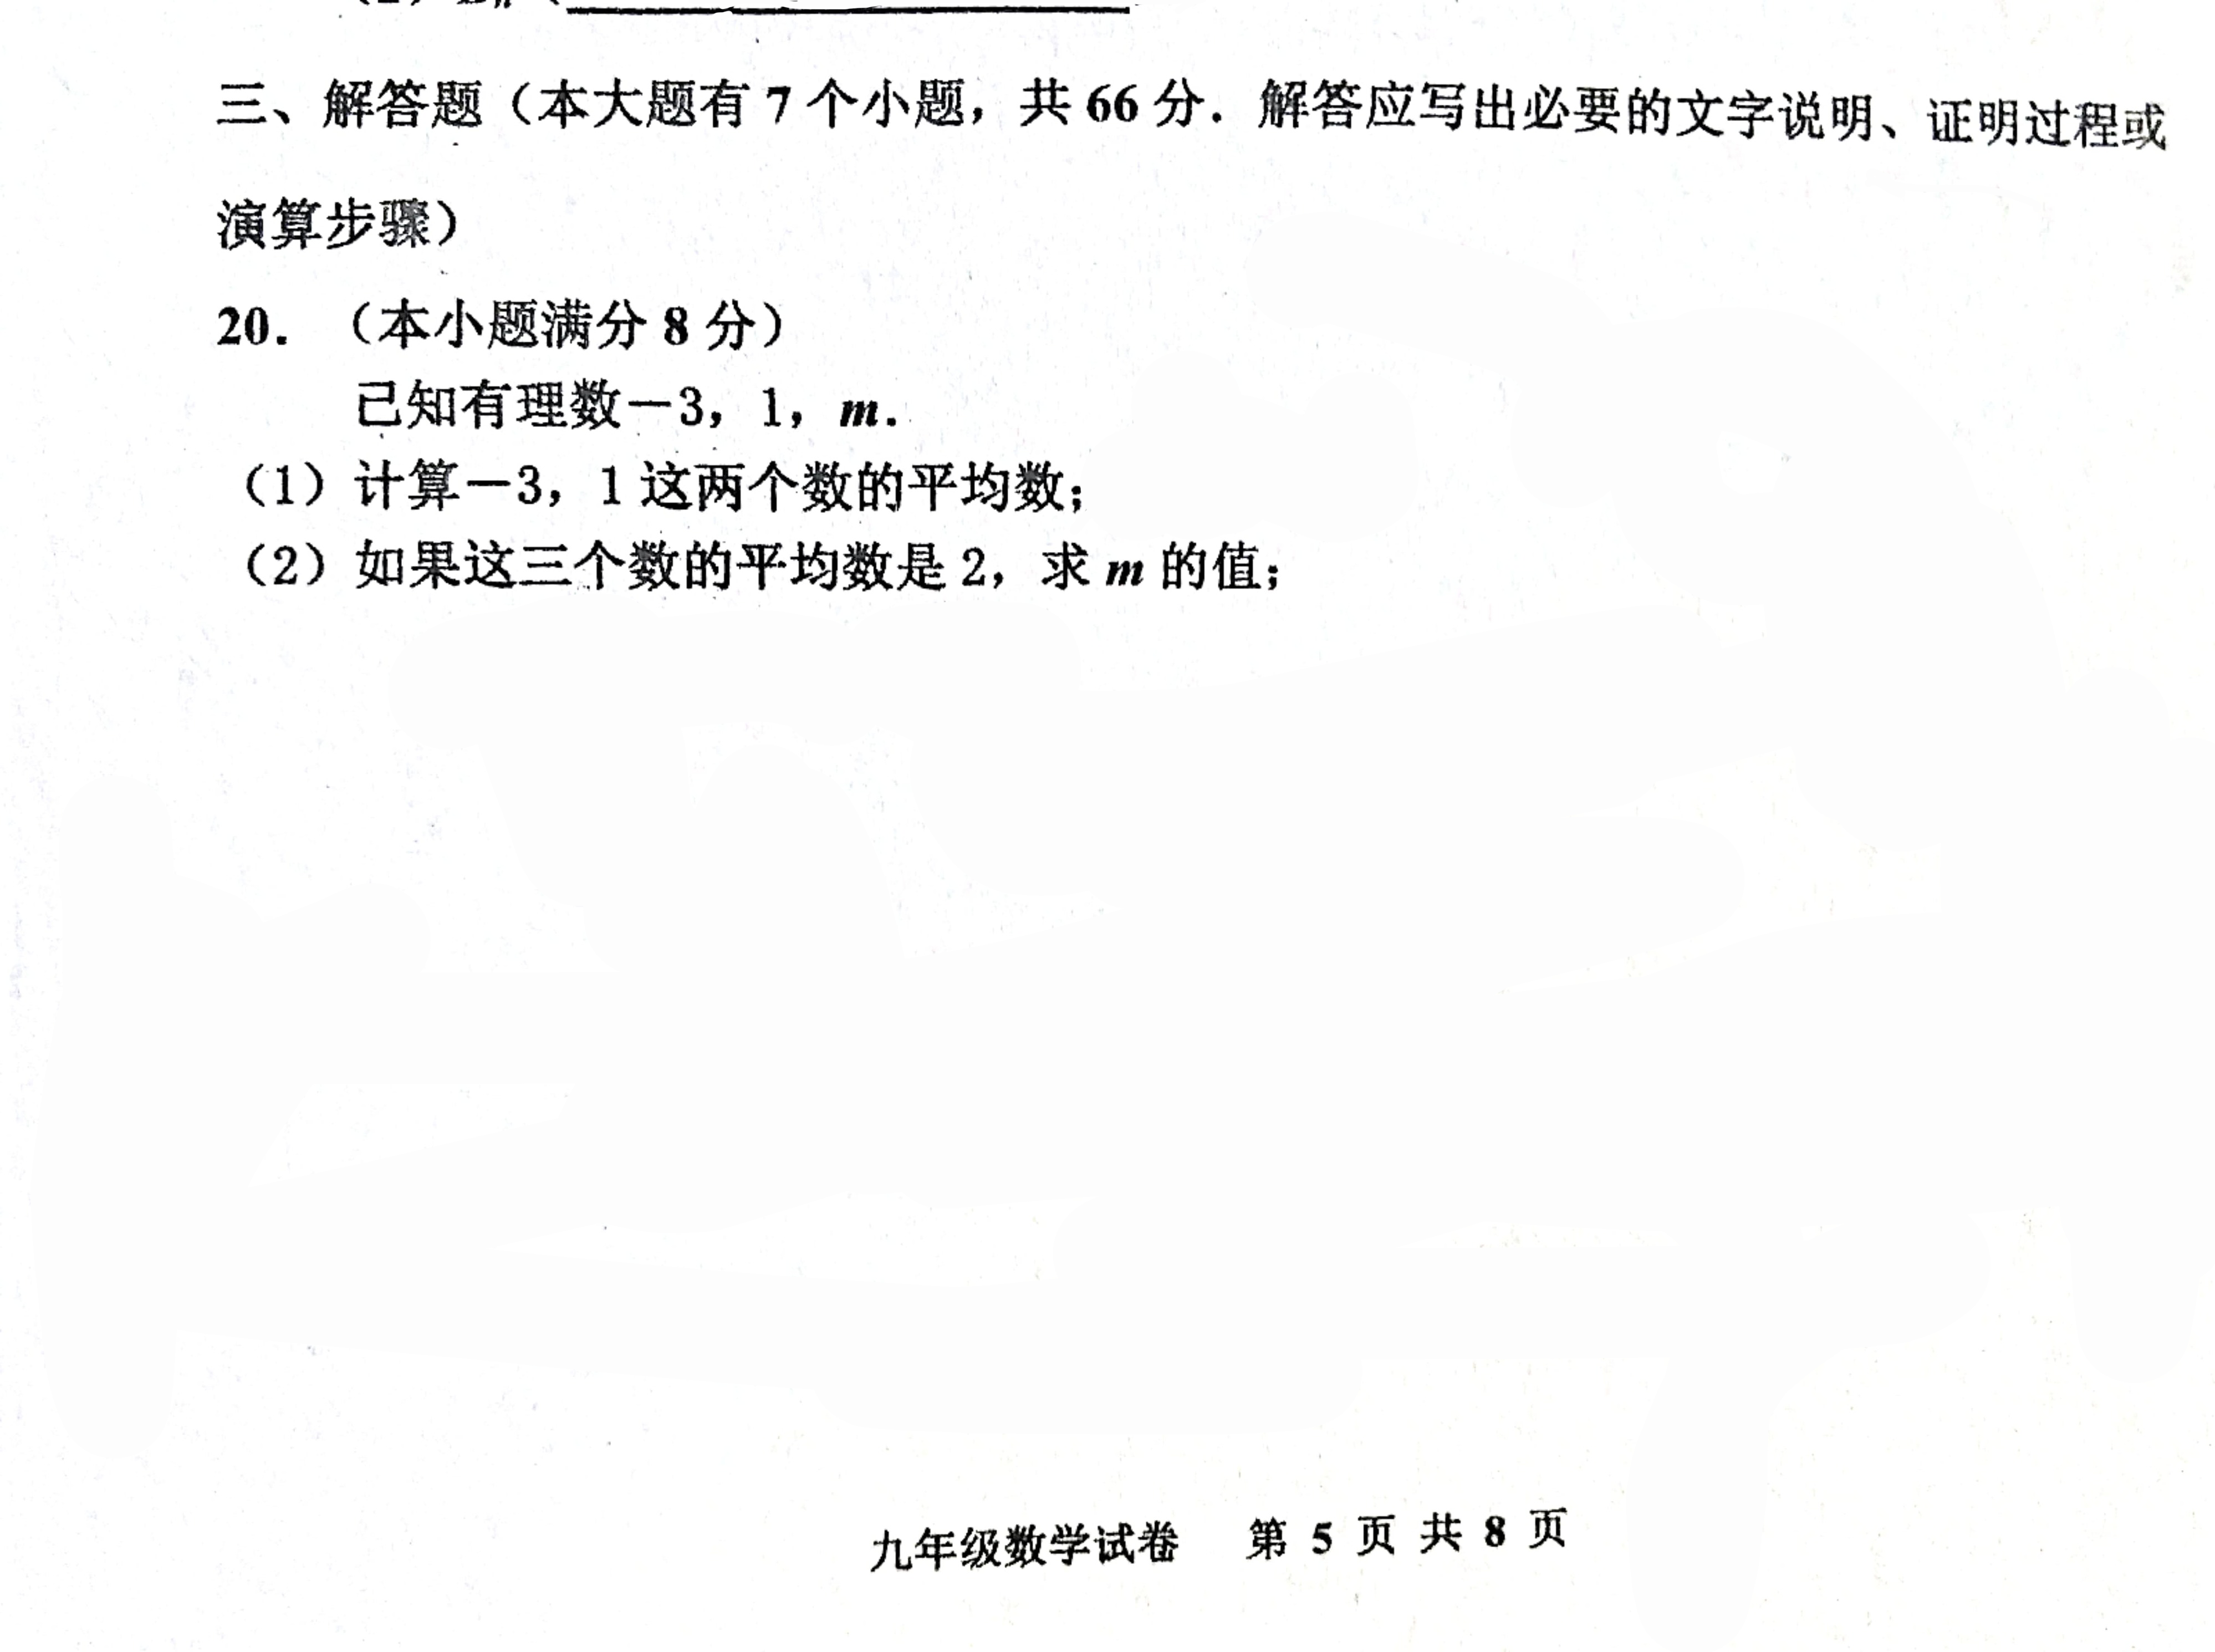 三、解答题（本大题有 7 个小题，共 66 分．解答应写出必要的文字说明、证明过程或
演算步骤）
20．（本小题满分 8 分）
已知有理数－3，1，m．
（1）计算－3，1 这两个数的平均数；
（2）如果这三个数的平均数是 2，求 m 的值；
九年级数学试卷 第 5 页 共 8 页